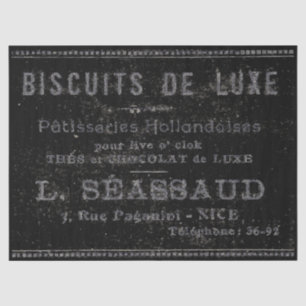 BISCUITS DE LUXE
Pâtisseries Hollandaises
pour five o' clok
THÉS et CHOCOLAT de LUXE
L. SÉASSAUD
7, Rue Paganini - NICE
Téléphone: 36-92